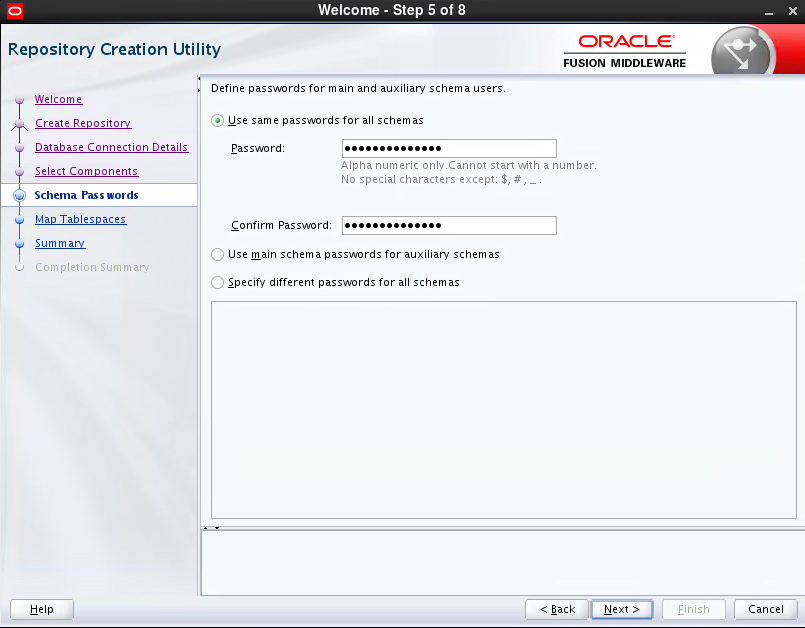 Welcome - Step 5 of 8
Repository Creation Utility
ORACLE
FUSION MIDDLEWARE
Welcome
Create Repository
Database Connection Details
Select Components
Schema Passwords
Map Tablespaces
Summary
Completion Summary
Define passwords for main and auxiliary schema users.
Use same passwords for all schemas
Password: ••••••••••••••
Alpha numeric only.Cannot start with a number.
No special characters except: $, # , _ .
Confirm Password: ••••••••••••••
Use main schema passwords for auxiliary schemas
Specify different passwords for all schemas
Help < Back Next > Finish Cancel